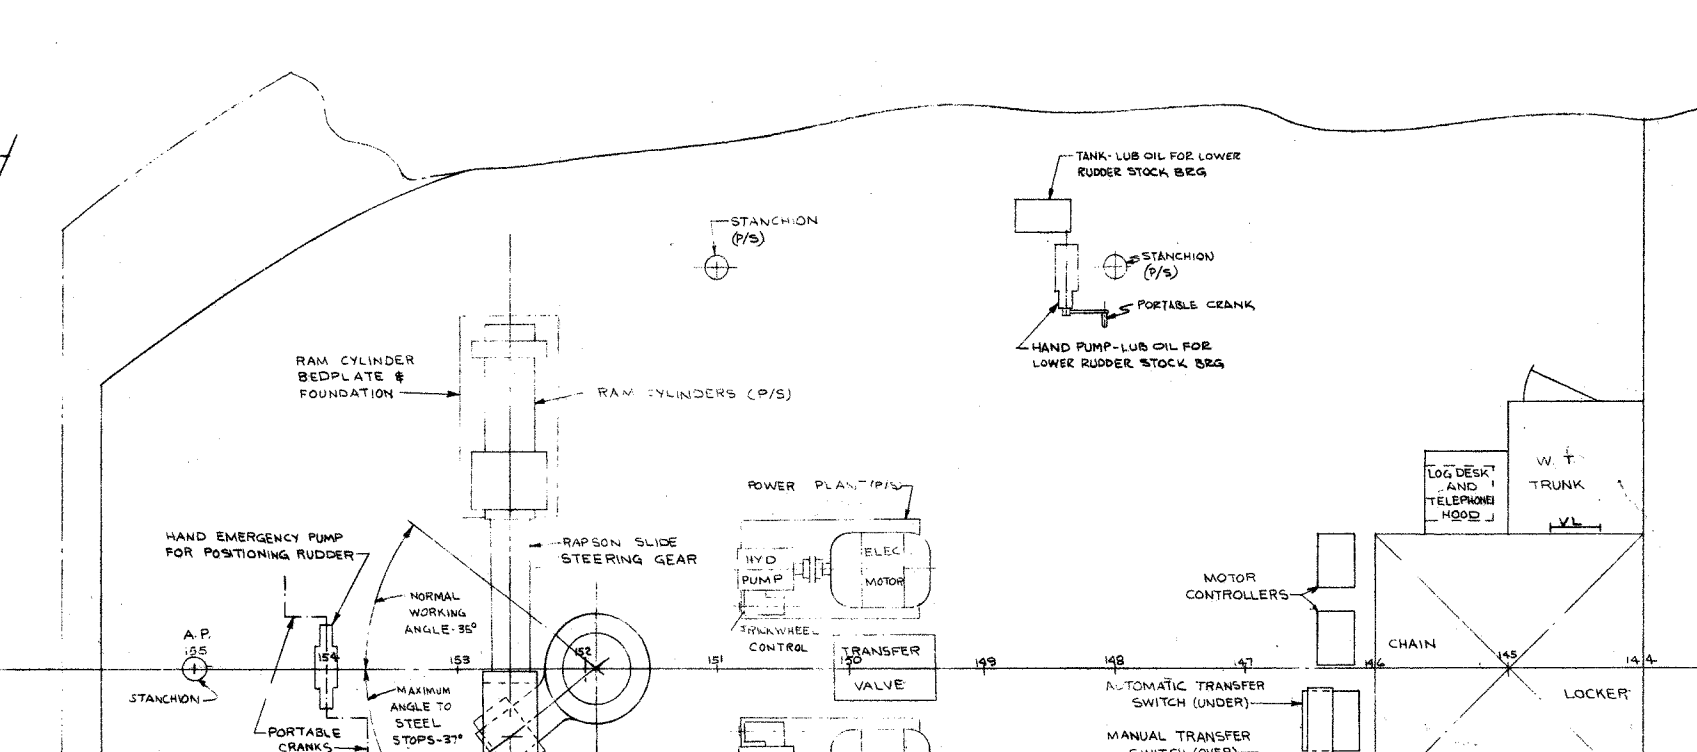 TANK-LUB OIL FOR LOWER
RUDDER STOCK BRG
STANCHION
(P/S)
STANCHION
(P/S)
PORTABLE CRANK
HAND PUMP-LUB OIL FOR
LOWER RUDDER STOCK BRG
RAM CYLINDER
BEDPLATE &
FOUNDATION
RAM CYLINDERS (P/S)
POWER PLANT (P/S)
LOG DESK
AND
TELEPHONE
HOOD
W. T.
TRUNK
VL
HAND EMERGENCY PUMP
FOR POSITIONING RUDDER
RAPSON SLIDE
STEERING GEAR
HYD
PUMP
ELEC
MOTOR
NORMAL
WORKING
ANGLE-35°
TRICKWHEEL
CONTROL
MOTOR
CONTROLLERS
A.P.
155
154
153
152
151
150
149
148
147
146
145
144
TRANSFER
VALVE
CHAIN
LOCKER
STANCHION
MAXIMUM
ANGLE TO
STEEL
STOPS-37°
PORTABLE
CRANKS
AUTOMATIC TRANSFER
SWITCH (UNDER)
MANUAL TRANSFER
SWITCH (OVER)